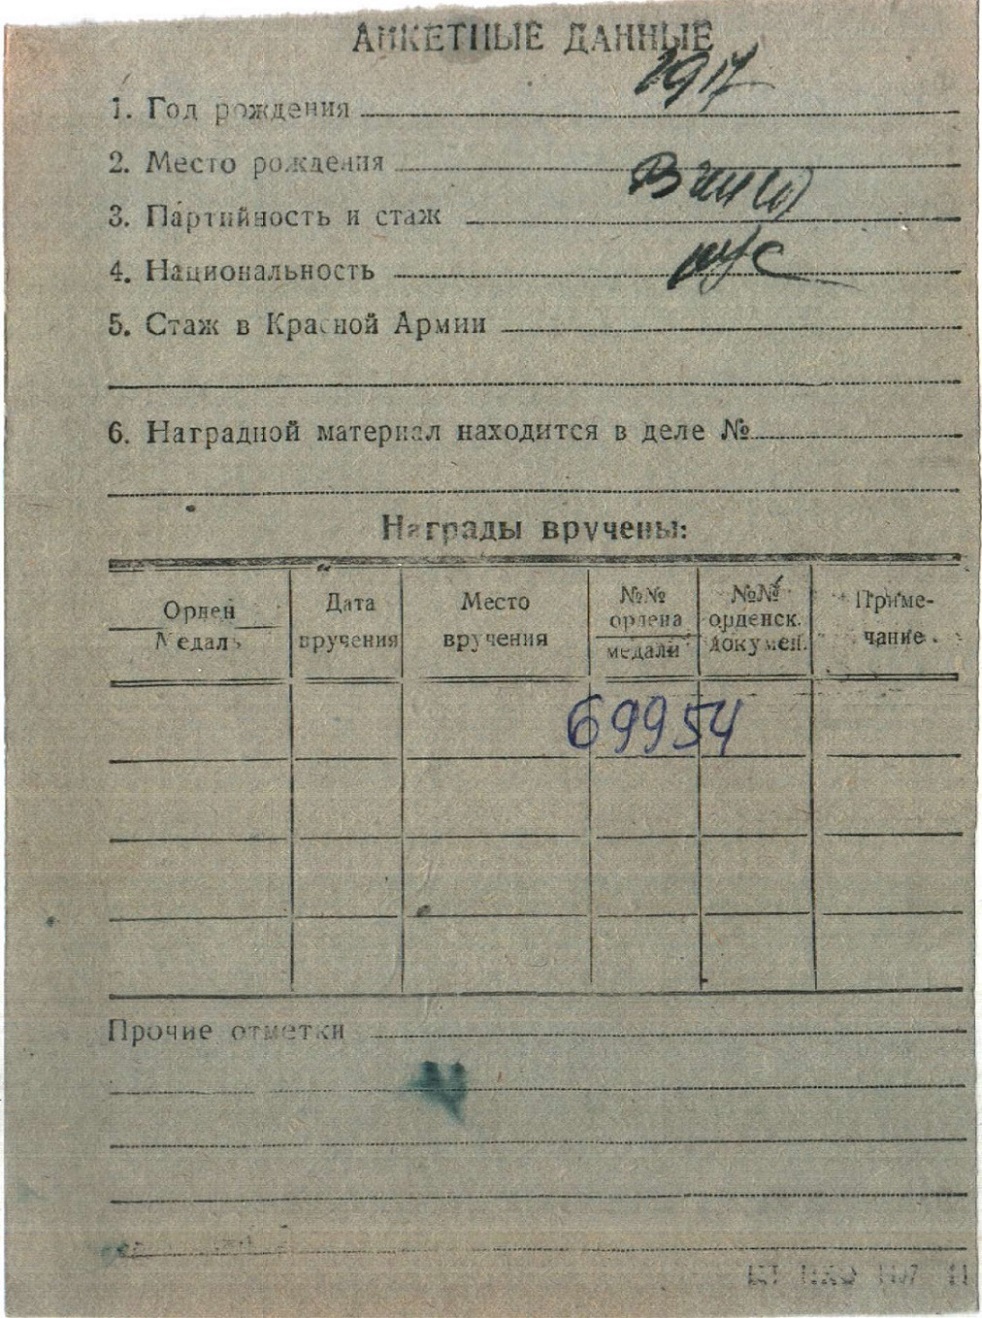 АНКЕТНЫЕ ДАННЫЕ
1. Год рождения 1917
2. Место рождения
3. Партийность и стаж
4. Национальность рус
5. Стаж в Красной Армии
6. Наградной материал находится в деле №
Награды вручены:
Орден
Медаль
Дата
вручения
Место
вручения
№№
ордена
медали
№№
орденск.
докумен.
Приме-
чание
69954
Прочие отметки